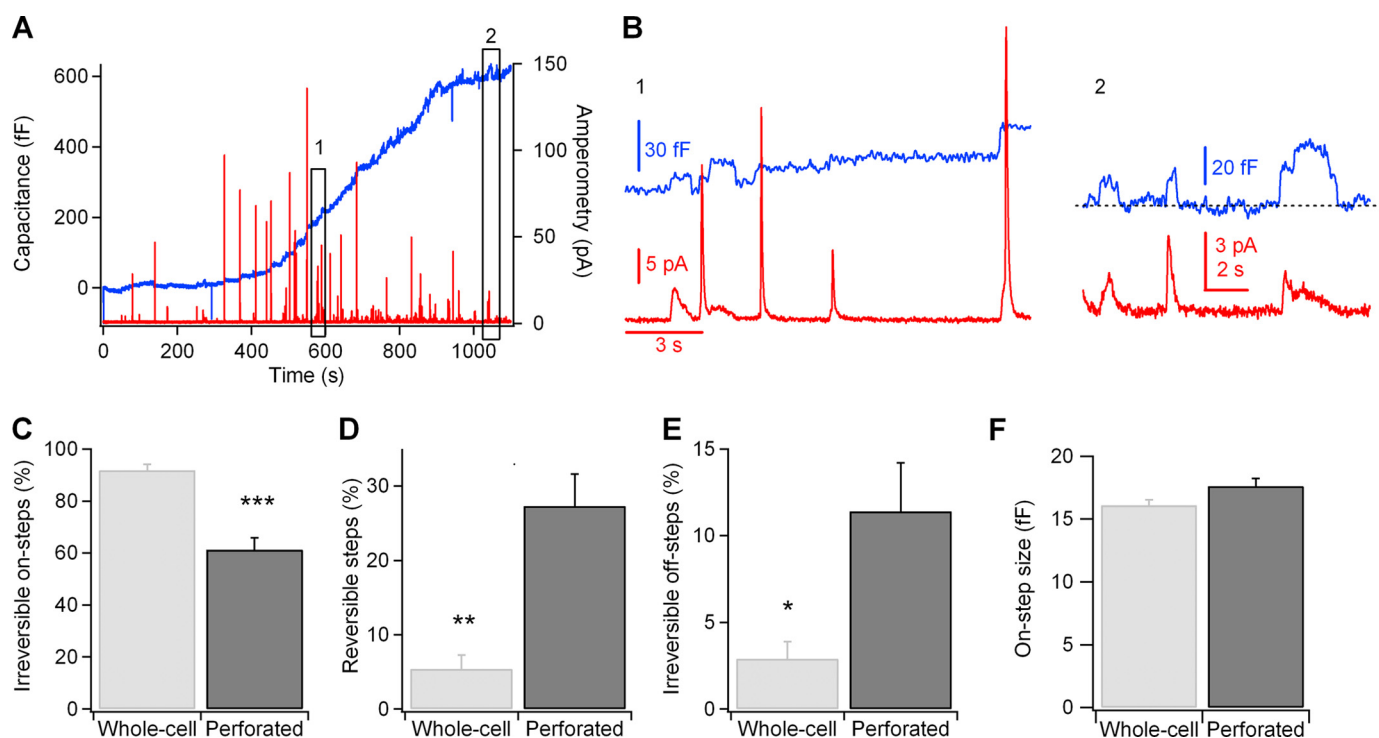 A
Capacitance (fF)
600
400
200
0
0 200 400 600 800 1000
Time (s)
1
2
150
100
50
0
Amperometry (pA)
B
1
30 fF
5 pA
3 s
2
20 fF
3 pA
2 s
C
Irreversible on-steps (%)
100
80
60
40
20
0
***
Whole-cell Perforated
D
Reversible steps (%)
30
20
10
0
**
Whole-cell Perforated
E
Irreversible off-steps (%)
15
10
5
0
*
Whole-cell Perforated
F
On-step size (fF)
20
15
10
5
0
Whole-cell Perforated